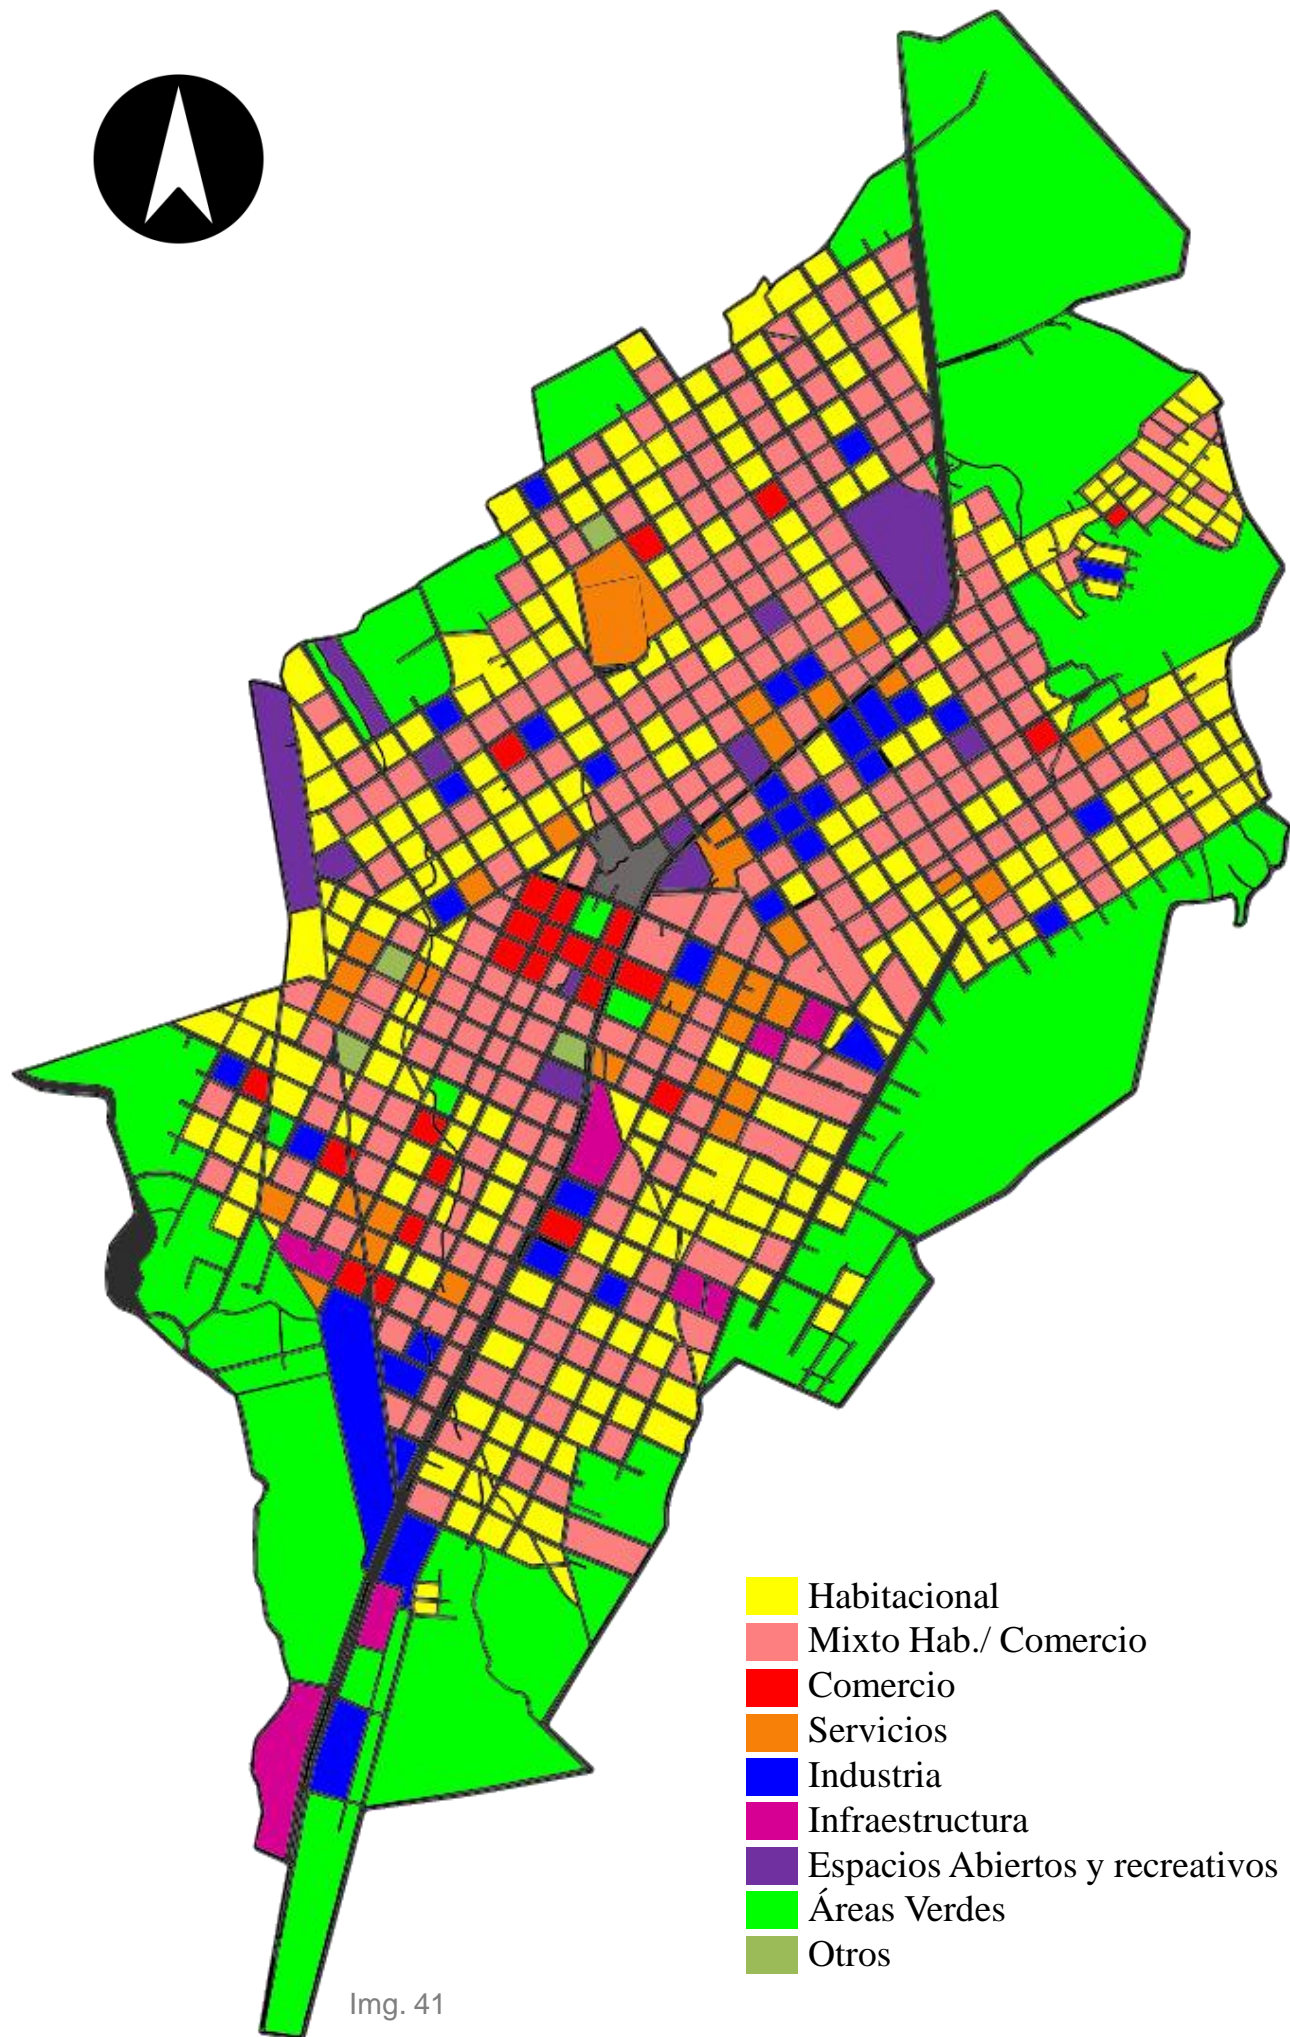 Habitacional
Mixto Hab./ Comercio
Comercio
Servicios
Industria
Infraestructura
Espacios Abiertos y recreativos
Áreas Verdes
Otros
Img. 41